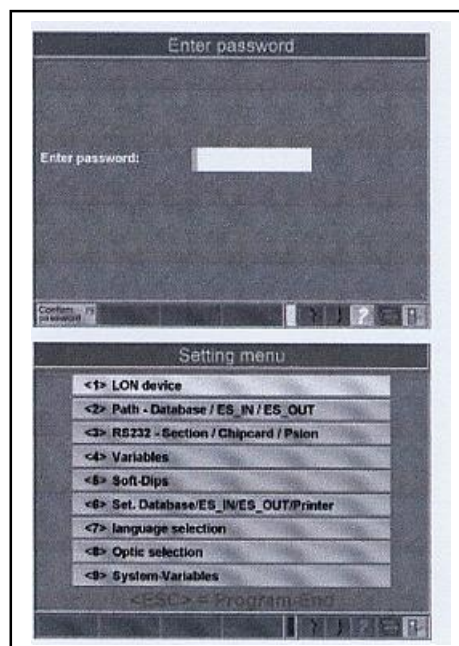 Enter password
Enter password:
Confirm
password
?
Setting menu
<1> LON device
<2> Path - Database / ES_IN / ES_OUT
<3> RS232 - Section / Chipcard / Psion
<4> Variables
<5> Soft-Dips
<6> Set. Database/ES_IN/ES_OUT/Printer
<7> language selection
<8> Optic selection
<9> System-Variables
<ESC> = Program-End
?